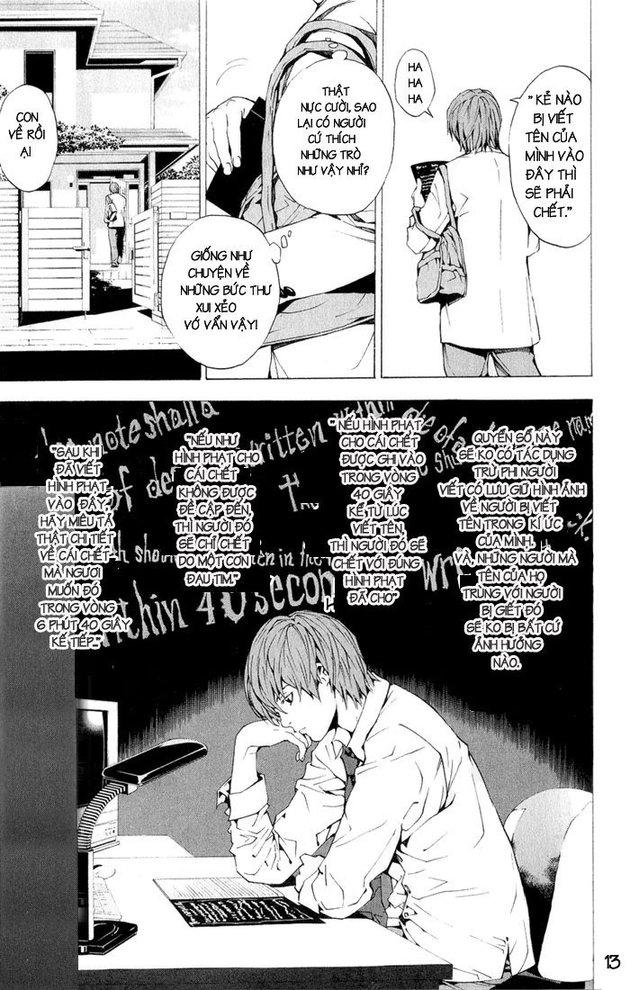 " KẺ NÀO
BỊ VIẾT
TÊN CỦA
MÌNH VÀO
ĐÂY THÌ
SẼ PHẢI
CHẾT."
HA
HA
HA
THẬT
NỰC CƯỜI, SAO
LẠI CÓ NGƯỜI
CỨ THÍCH
NHỮNG TRÒ
NHƯ VẬY NHỈ?
GIỐNG NHƯ
CHUYỆN VỀ
NHỮNG BỨC THƯ
XUI XẺO
VỚ VẨN VẬY!
CON
VỀ RỒI
Ạ!
QUYỂN SỐ NÀY
SẼ KO CÓ TÁC DỤNG
TRỪ PHI NGƯỜI
VIẾT CÓ LƯU GIỮ HÌNH ẢNH
VỀ NGƯỜI BỊ VIẾT
TÊN TRONG KÍ ỨC
CỦA MÌNH.
VÀ, NHỮNG NGƯỜI MÀ
TÊN CỦA HỌ
TRÙNG VỚI NGƯỜI
BỊ GIẾT ĐÓ
SẼ KO BỊ BẤT CỨ
ẢNH HƯỞNG
NÀO.
"NẾU HÌNH PHẠT
CHO CÁI CHẾT
ĐƯỢC GHI VÀO
TRONG VÒNG
40 GIÂY
KỂ TỪ LÚC
VIẾT TÊN,
THÌ NGƯỜI ĐÓ SẼ
CHẾT VỚI ĐÚNG
HÌNH PHẠT
ĐÃ CHO"
"NẾU NHƯ
HÌNH PHẠT CHO
CÁI CHẾT
KHÔNG ĐƯỢC
ĐỀ CẬP ĐẾN,
THÌ NGƯỜI ĐÓ
SẼ CHỈ CHẾT
DO MỘT CƠN
ĐAU TIM."
"SAU KHI
ĐÃ VIẾT
HÌNH PHẠT
VÀO ĐÂY,
HÃY MIÊU TẢ
THẬT CHI TIẾT
VỀ CÁI CHẾT
MÀ NGƯƠI
MUỐN ĐÓ
TRONG VÒNG
6 PHÚT 40 GIÂY
KẾ TIẾP..."
note shall a
of de written within
within 40 secon writ
13